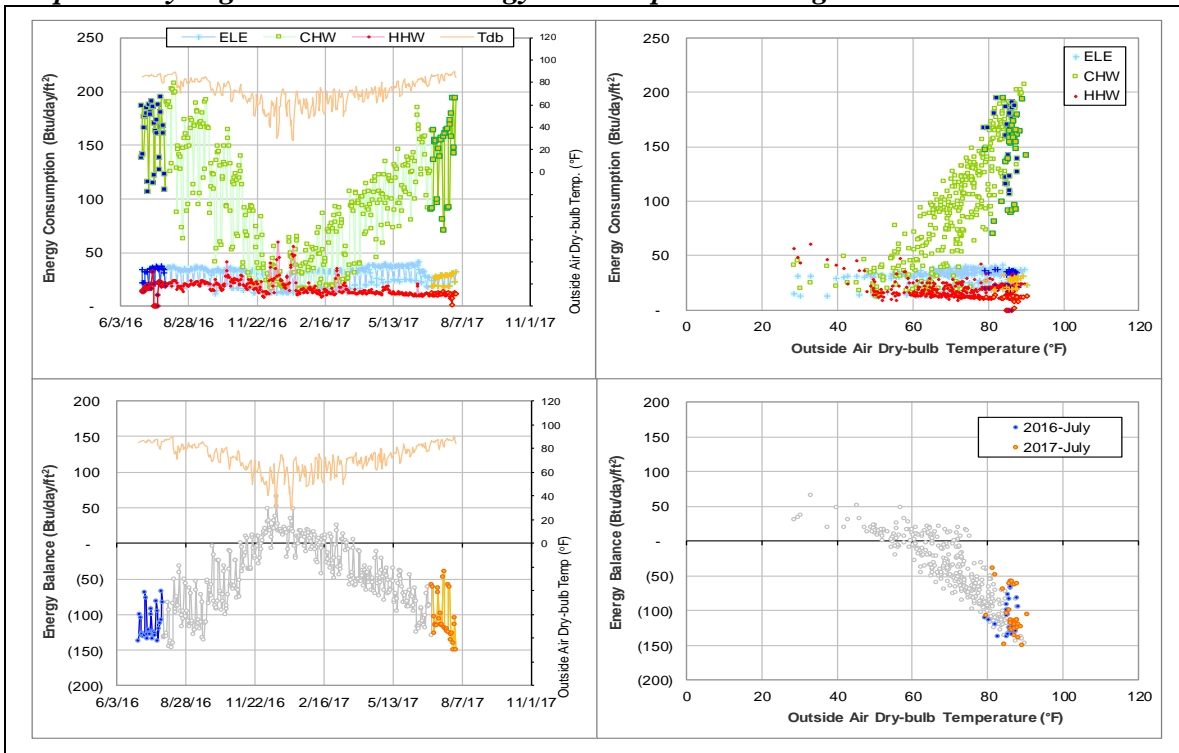 250
200
150
100
50
-
Energy Consumption (Btu/day/ft²)
ELE CHW HHW Tdb
120
100
80
60
40
20
0
Outside Air Dry-bulb Temp. (°F)
6/3/16 8/28/16 11/22/16 2/16/17 5/13/17 8/7/17 11/1/17
250
200
150
100
50
-
Energy Consumption (Btu/day/ft²)
ELE
CHW
HHW
0 20 40 60 80 100 120
Outside Air Dry-bulb Temperature (°F)
200
150
100
50
-
(50)
(100)
(150)
(200)
Energy Balance (Btu/day/ft²)
120
100
80
60
40
20
0
Outside Air Dry-bulb Temp (°F)
6/3/16 8/28/16 11/22/16 2/16/17 5/13/17 8/7/17 11/1/17
200
150
100
50
-
(50)
(100)
(150)
(200)
Energy Balance (Btu/day/ft²)
2016-July
2017-July
0 20 40 60 80 100 120
Outside Air Dry-bulb Temperature (°F)